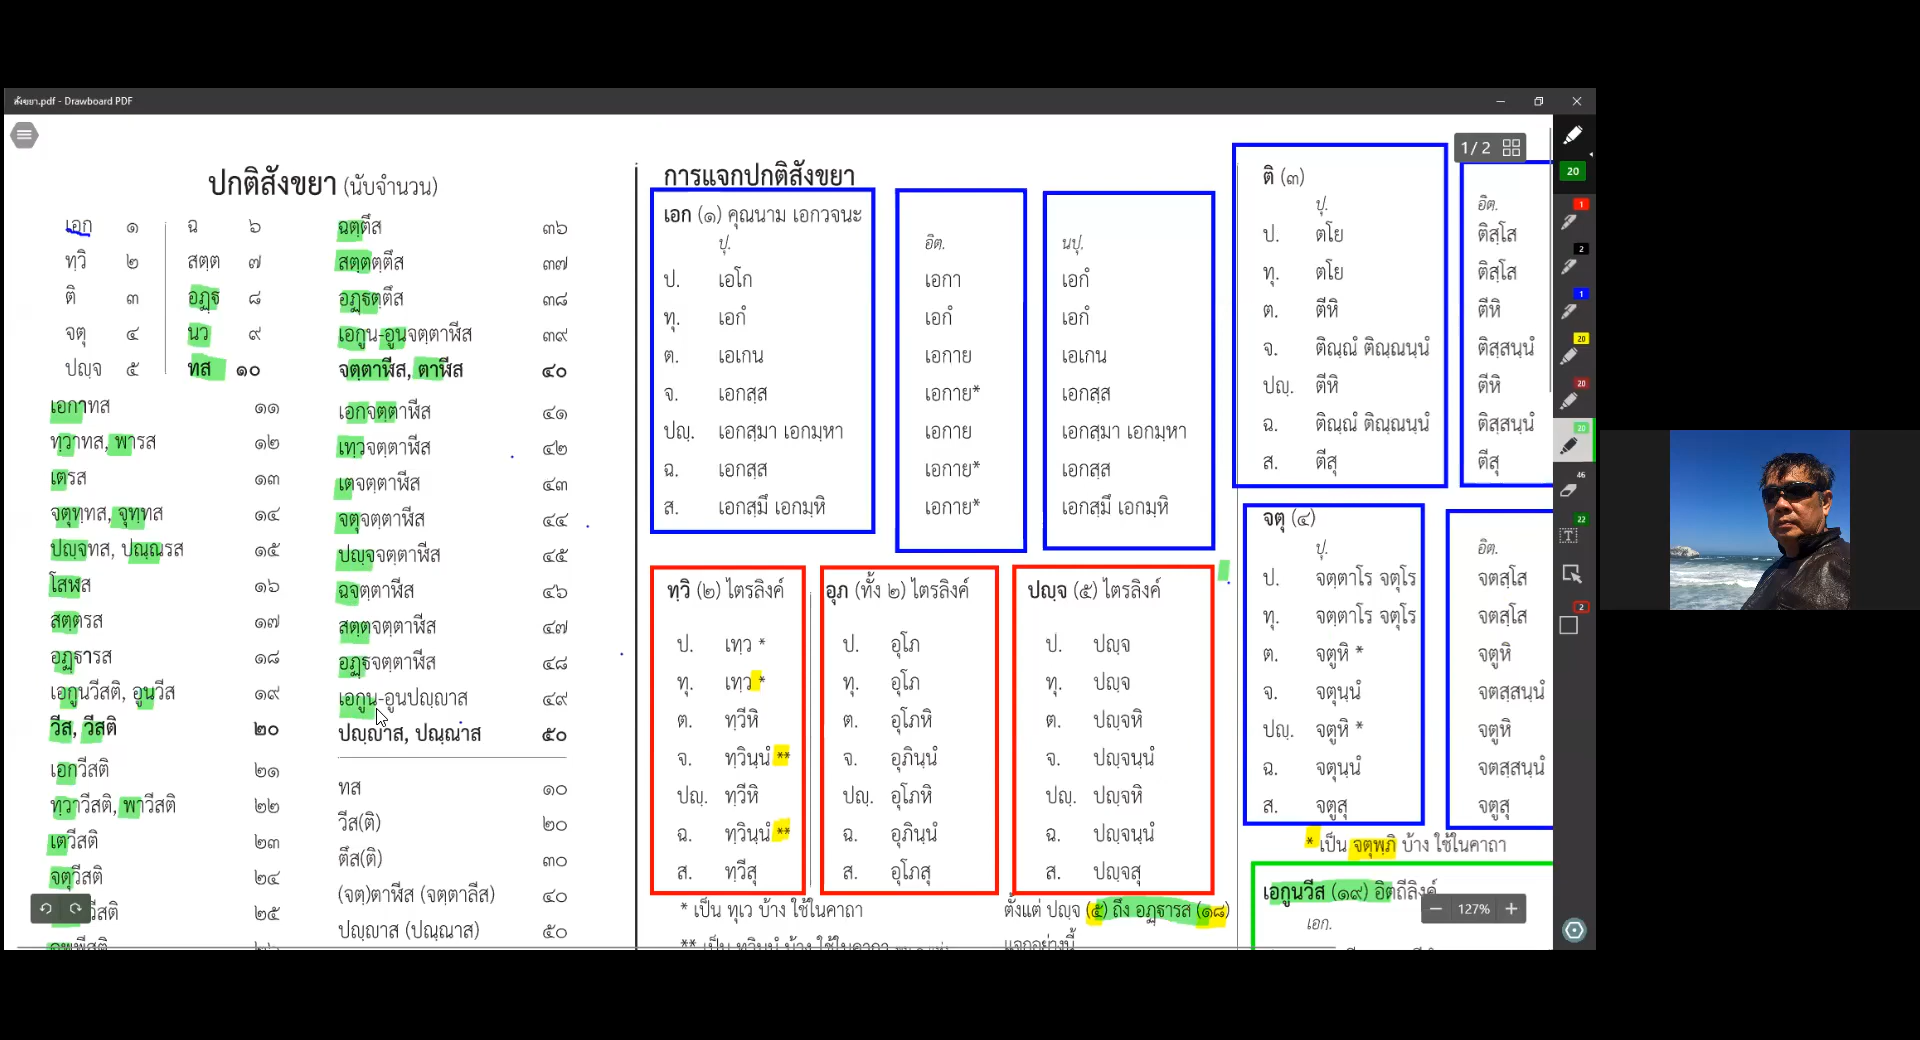 สังขยา.pdf - Drawboard PDF
ปกติสังขยา (นับจำนวน)
เอก ๑ ฉ ๖
ทฺวิ ๒ สตฺต ๗
ติ ๓ อฏฺฐ ๘
จตุ ๔ นว ๙
ปญฺจ ๕ ทส ๑๐
เอกาทส ๑๑
ทฺวาทส, พารส ๑๒
เตรส ๑๓
จตุทฺทส, จุทฺทส ๑๔
ปญฺจทส, ปณฺณรส ๑๕
โสฬส ๑๖
สตฺตรส ๑๗
อฏฺฐารส ๑๘
เอกูนวีสติ, อูนวีส ๑๙
วีส, วีสติ ๒๐
เอกวีสติ ๒๑
ทฺวาวีสติ, พาวีสติ ๒๒
เตวีสติ ๒๓
จตุวีสติ ๒๔
วีสติ ๒๕
ฉตฺตึส ๓๖
สตฺตตฺตึส ๓๗
อฏฺฐตฺตึส ๓๘
เอกูน-อูนจตฺตาฬีส ๓๙
จตฺตาฬีส, ตาฬีส ๔๐
เอกจตฺตาฬีส ๔๑
เทฺวจตฺตาฬีส ๔๒
เตจตฺตาฬีส ๔๓
จตุจตฺตาฬีส ๔๔
ปญฺจจตฺตาฬีส ๔๕
ฉจตฺตาฬีส ๔๖
สตฺตจตฺตาฬีส ๔๗
อฏฺฐจตฺตาฬีส ๔๘
เอกูน-อูนปญฺญาส ๔๙
ปญฺญาส, ปณฺณาส ๕๐
ทส ๑๐
วีส(ติ) ๒๐
ตึส(ติ) ๓๐
(จตฺ)ตาฬีส (จตฺตาลีส) ๔๐
ปญฺญาส (ปณฺณาส) ๕๐
การแจกปกติสังขยา
เอก (๑) คุณนาม เอกวจนะ
ปุ. อิต. นปุ.
ป. เอโก เอกา เอกํ
ทุ. เอกํ เอกํ เอกํ
ต. เอเกน เอกาย เอเกน
จ. เอกสฺส เอกาย* เอกสฺส
ปญฺ. เอกสฺมา เอกมฺหา เอกาย เอกสฺมา เอกมฺหา
ฉ. เอกสฺส เอกาย* เอกสฺส
ส. เอกสฺมึ เอกมฺหิ เอกาย* เอกสฺมึ เอกมฺหิ
ทฺวิ (๒) ไตรลิงค์
ป. เทฺว *
ทุ. เทฺว *
ต. ทฺวีหิ
จ. ทฺวินฺนํ **
ปญฺ. ทฺวีหิ
ฉ. ทฺวินฺนํ **
ส. ทฺวีสุ
* เป็น ทุเว บ้าง ใช้ในคาถา
อุภ (ทั้ง ๒) ไตรลิงค์
ป. อุโภ
ทุ. อุโภ
ต. อุโภหิ
จ. อุภินฺนํ
ปญฺ. อุโภหิ
ฉ. อุภินฺนํ
ส. อุโภสุ
ปญฺจ (๕) ไตรลิงค์
ป. ปญฺจ
ทุ. ปญฺจ
ต. ปญฺจหิ
จ. ปญฺจนฺนํ
ปญฺ. ปญฺจหิ
ฉ. ปญฺจนฺนํ
ส. ปญฺจสุ
ตั้งแต่ ปญฺจ (๕) ถึง อฏฺฐารส (๑๘)
แจกอย่างนี้
ติ (๓)
ปุ. อิต.
ป. ตโย ติสฺโส
ทุ. ตโย ติสฺโส
ต. ตีหิ ตีหิ
จ. ติณฺณํ ติณฺณนฺนํ ติสฺสนฺนํ
ปญฺ. ตีหิ ตีหิ
ฉ. ติณฺณํ ติณฺณนฺนํ ติสฺสนฺนํ
ส. ตีสุ ตีสุ
จตุ (๔)
ปุ. อิต.
ป. จตฺตาโร จตุโร จตสฺโส
ทุ. จตฺตาโร จตุโร จตสฺโส
ต. จตูหิ * จตูหิ
จ. จตุนฺนํ จตสฺสนฺนํ
ปญฺ. จตูหิ * จตูหิ
ฉ. จตุนฺนํ จตสฺสนฺนํ
ส. จตูสุ จตูสุ
* เป็น จตุพฺภิ บ้าง ใช้ในคาถา
เอกูนวีส (๑๙) อิตถีลิงค์
เอก.
1/2
127%
20
1
2
1
20
20
20
46
22
2